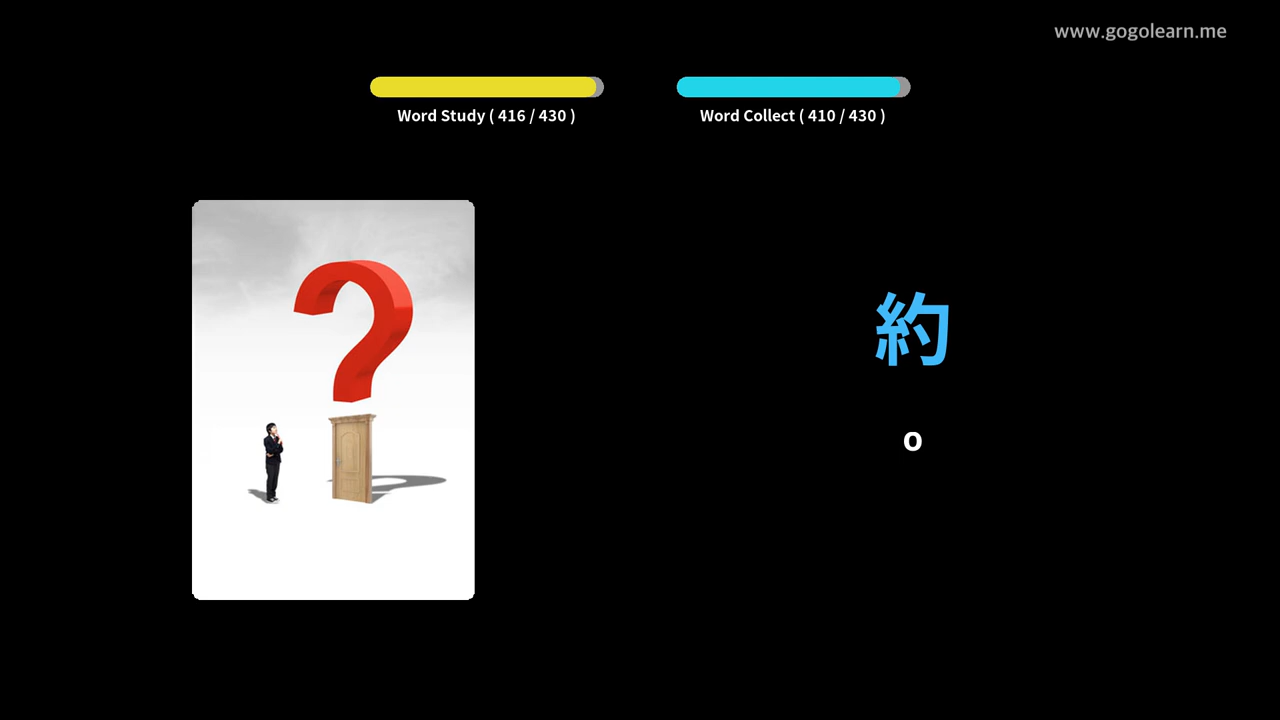 www.gogolearn.me
Word Study ( 416 / 430 )
Word Collect ( 410 / 430 )
?
約
o